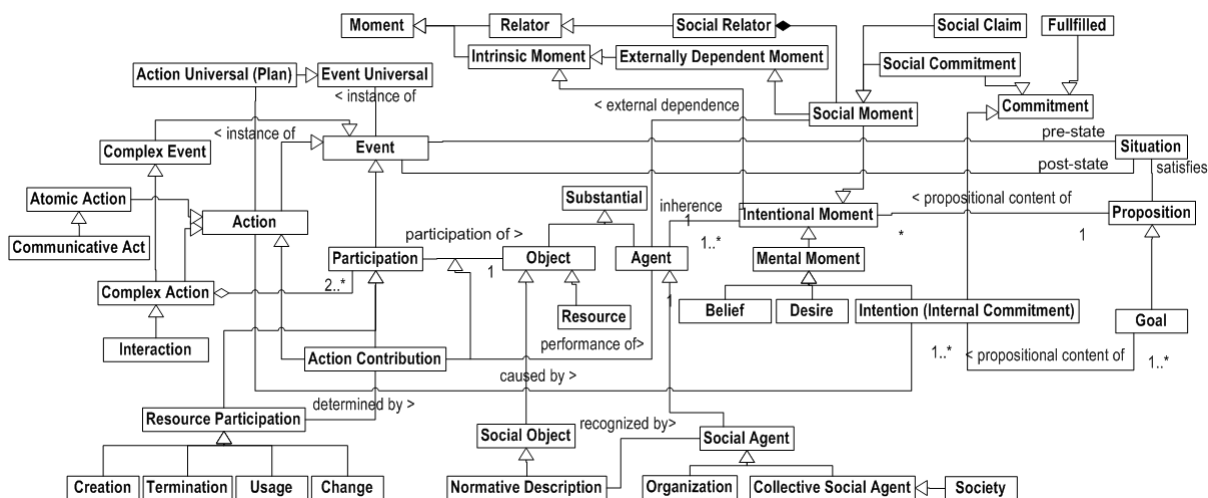 Moment
Relator
Social Relator
Social Claim
Fullfilled
Action Universal (Plan)
Event Universal
Intrinsic Moment
Externally Dependent Moment
Social Commitment
< instance of
< external dependence
Social Moment
Commitment
< instance of
Complex Event
Event
pre-state
Situation
post-state
satisfies
Atomic Action
Action
Substantial
inherence
1
Intentional Moment
< propositional content of
Proposition
Communicative Act
participation of >
1..*
*
1
Participation
1
Object
Agent
Mental Moment
Complex Action
2..*
Resource
1
Belief
Desire
Intention (Internal Commitment)
Goal
Interaction
Action Contribution
performance of>
1..*
< propositional content of
1..*
caused by >
determined by >
Resource Participation
Social Object
recognized by>
Social Agent
Creation
Termination
Usage
Change
Normative Description
Organization
Collective Social Agent
Society